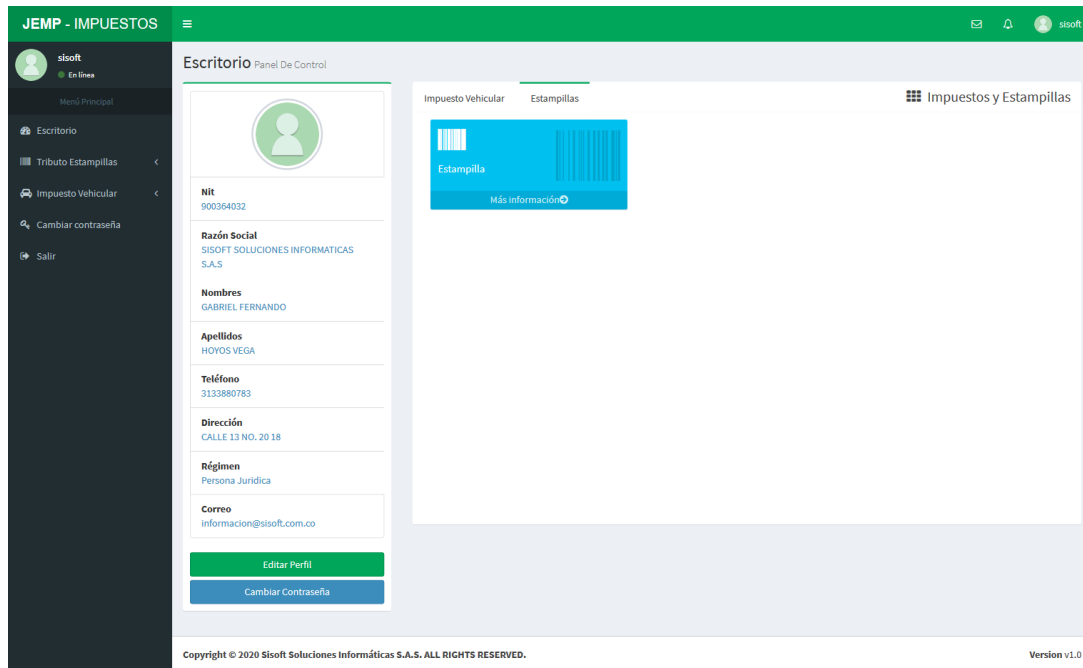 JEMP - IMPUESTOS
sisoft
sisoft
En línea
Menú Principal
Escritorio
Tributo Estampillas
Impuesto Vehicular
Cambiar contraseña
Salir
Escritorio Panel De Control
Nit
900364032
Razón Social
SISOFT SOLUCIONES INFORMATICAS
S.A.S
Nombres
GABRIEL FERNANDO
Apellidos
HOYOS VEGA
Teléfono
3133880783
Dirección
CALLE 13 NO. 20 18
Régimen
Persona Juridica
Correo
informacion@sisoft.com.co
Editar Perfil
Cambiar Contraseña
Impuesto Vehicular Estampillas Impuestos y Estampillas
Estampilla
Más información
Copyright © 2020 Sisoft Soluciones Informáticas S.A.S. ALL RIGHTS RESERVED. Version v1.0